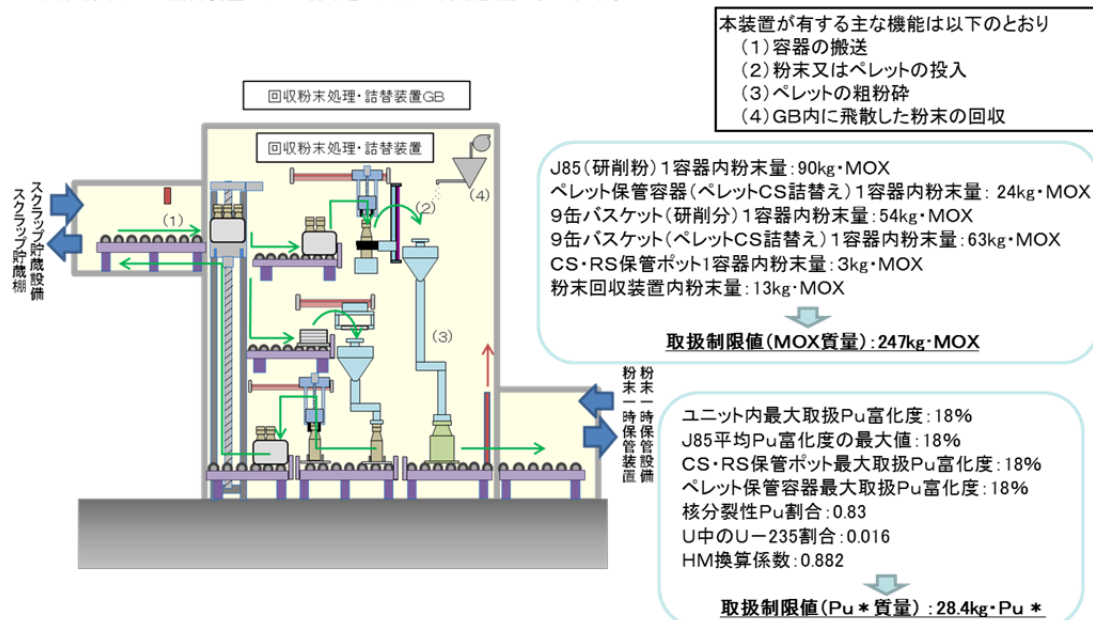 本装置が有する主な機能は以下のとおり
(1)容器の搬送
(2)粉末又はペレットの投入
(3)ペレットの粗粉砕
(4)GB内に飛散した粉末の回収
回収粉末処理・詰替装置GB
回収粉末処理・詰替装置
(1)
(2)
(3)
(4)
スクラップ貯蔵設備
スクラップ貯蔵棚
粉末一時保管設備
粉末一時保管装置
J85(研削粉)1容器内粉末量:90kg・MOX
ペレット保管容器(ペレットCS詰替え)1容器内粉末量:24kg・MOX
9缶バスケット(研削分)1容器内粉末量:54kg・MOX
9缶バスケット(ペレットCS詰替え)1容器内粉末量:63kg・MOX
CS・RS保管ポット1容器内粉末量:3kg・MOX
粉末回収装置内粉末量:13kg・MOX
取扱制限値(MOX質量):247kg・MOX
ユニット内最大取扱Pu富化度:18%
J85平均Pu富化度の最大値:18%
CS・RS保管ポット最大取扱Pu富化度:18%
ペレット保管容器最大取扱Pu富化度:18%
核分裂性Pu割合:0.83
U中のU-235割合:0.016
HM換算係数:0.882
取扱制限値(Pu*質量):28.4kg・Pu*